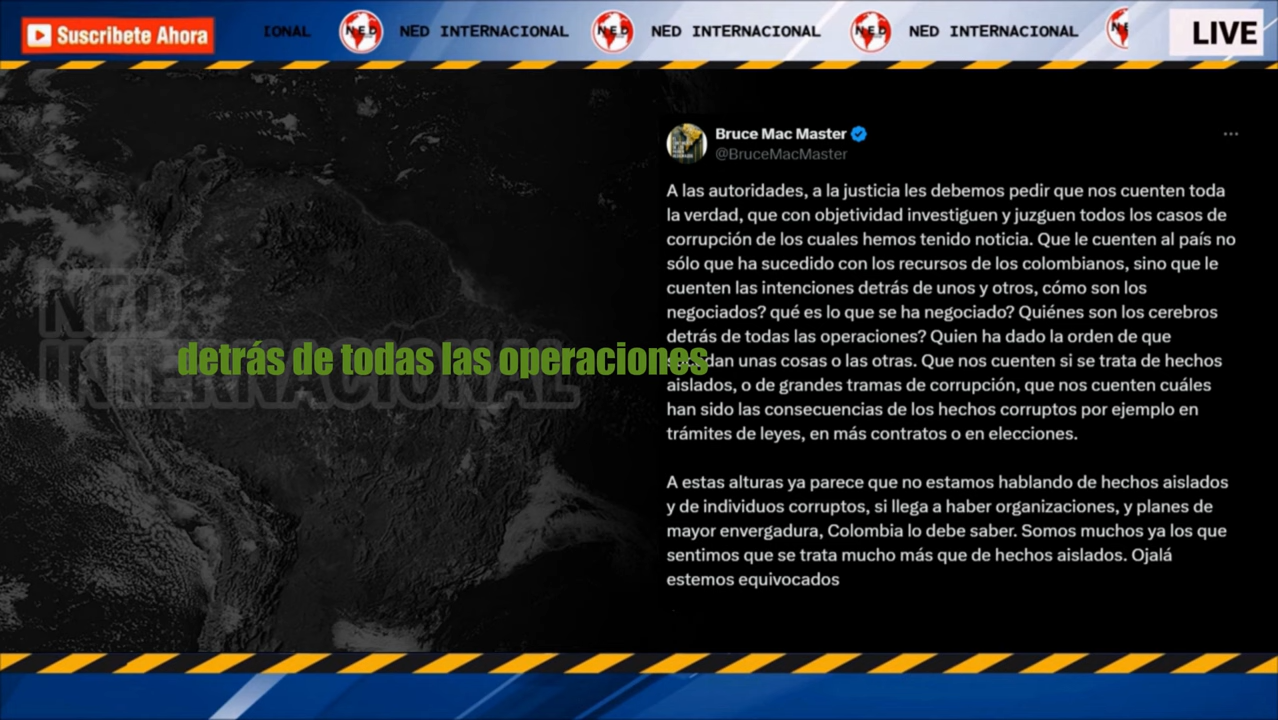 Suscribete Ahora
IONAL
NED
NED INTERNACIONAL
NED
NED INTERNACIONAL
NED
NED INTERNACIONAL
LIVE
Bruce Mac Master
@BruceMacMaster
A las autoridades, a la justicia les debemos pedir que nos cuenten toda
la verdad, que con objetividad investiguen y juzguen todos los casos de
corrupción de los cuales hemos tenido noticia. Que le cuenten al país no
sólo que ha sucedido con los recursos de los colombianos, sino que le
cuenten las intenciones detrás de unos y otros, cómo son los
negociados? qué es lo que se ha negociado? Quiénes son los cerebros
detrás de todas las operaciones? Quien ha dado la orden de que
unas cosas o las otras. Que nos cuenten si se trata de hechos
aislados, o de grandes tramas de corrupción, que nos cuenten cuáles
han sido las consecuencias de los hechos corruptos por ejemplo en
trámites de leyes, en más contratos o en elecciones.
A estas alturas ya parece que no estamos hablando de hechos aislados
y de individuos corruptos, si llega a haber organizaciones, y planes de
mayor envergadura, Colombia lo debe saber. Somos muchos ya los que
sentimos que se trata mucho más que de hechos aislados. Ojalá
estemos equivocados
NED
INTERNACIONAL
detrás de todas las operaciones